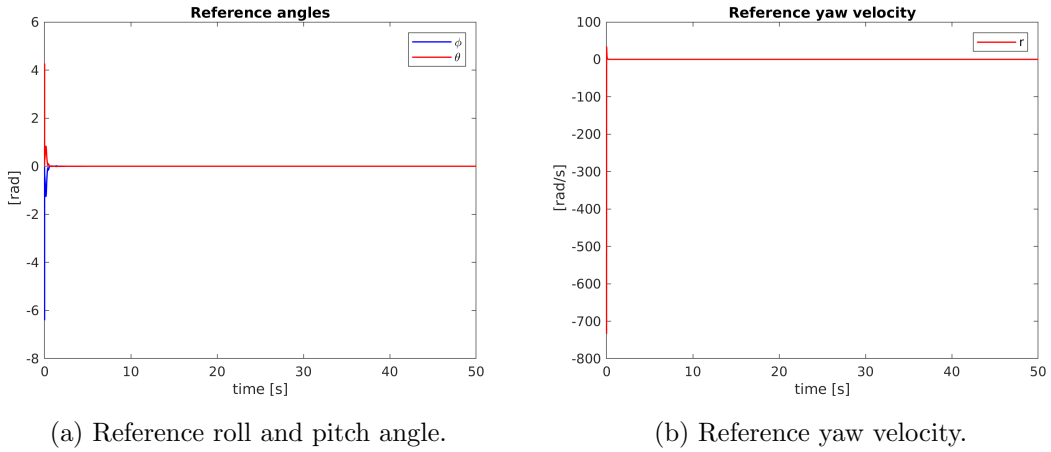 Reference angles
6
4
2
0
-2
-4
-6
-8
[rad]
ϕ
θ
0 10 20 30 40 50
time [s]
(a) Reference roll and pitch angle.
Reference yaw velocity
100
0
-100
-200
-300
-400
-500
-600
-700
-800
[rad/s]
r
0 10 20 30 40 50
time [s]
(b) Reference yaw velocity.